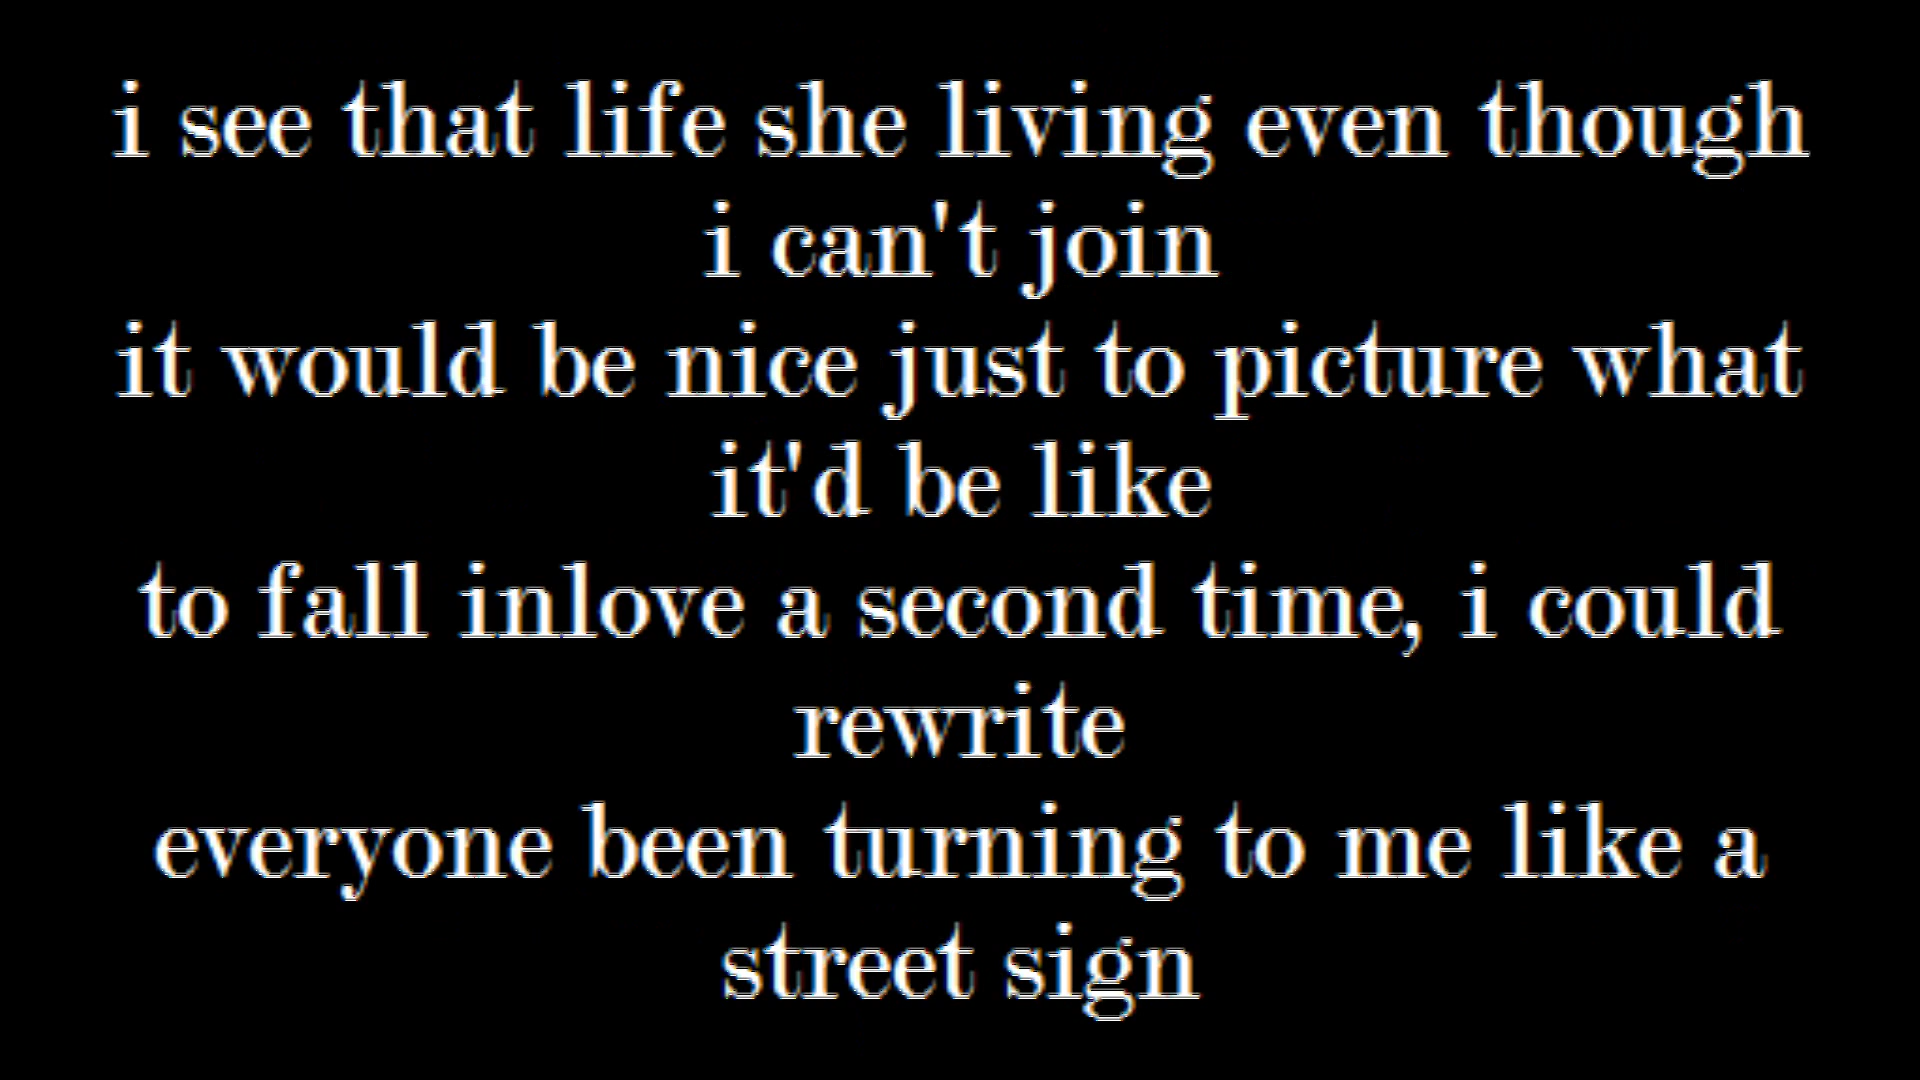 i see that life she living even though
i can't join
it would be nice just to picture what
it'd be like
to fall inlove a second time, i could
rewrite
everyone been turning to me like a
street sign